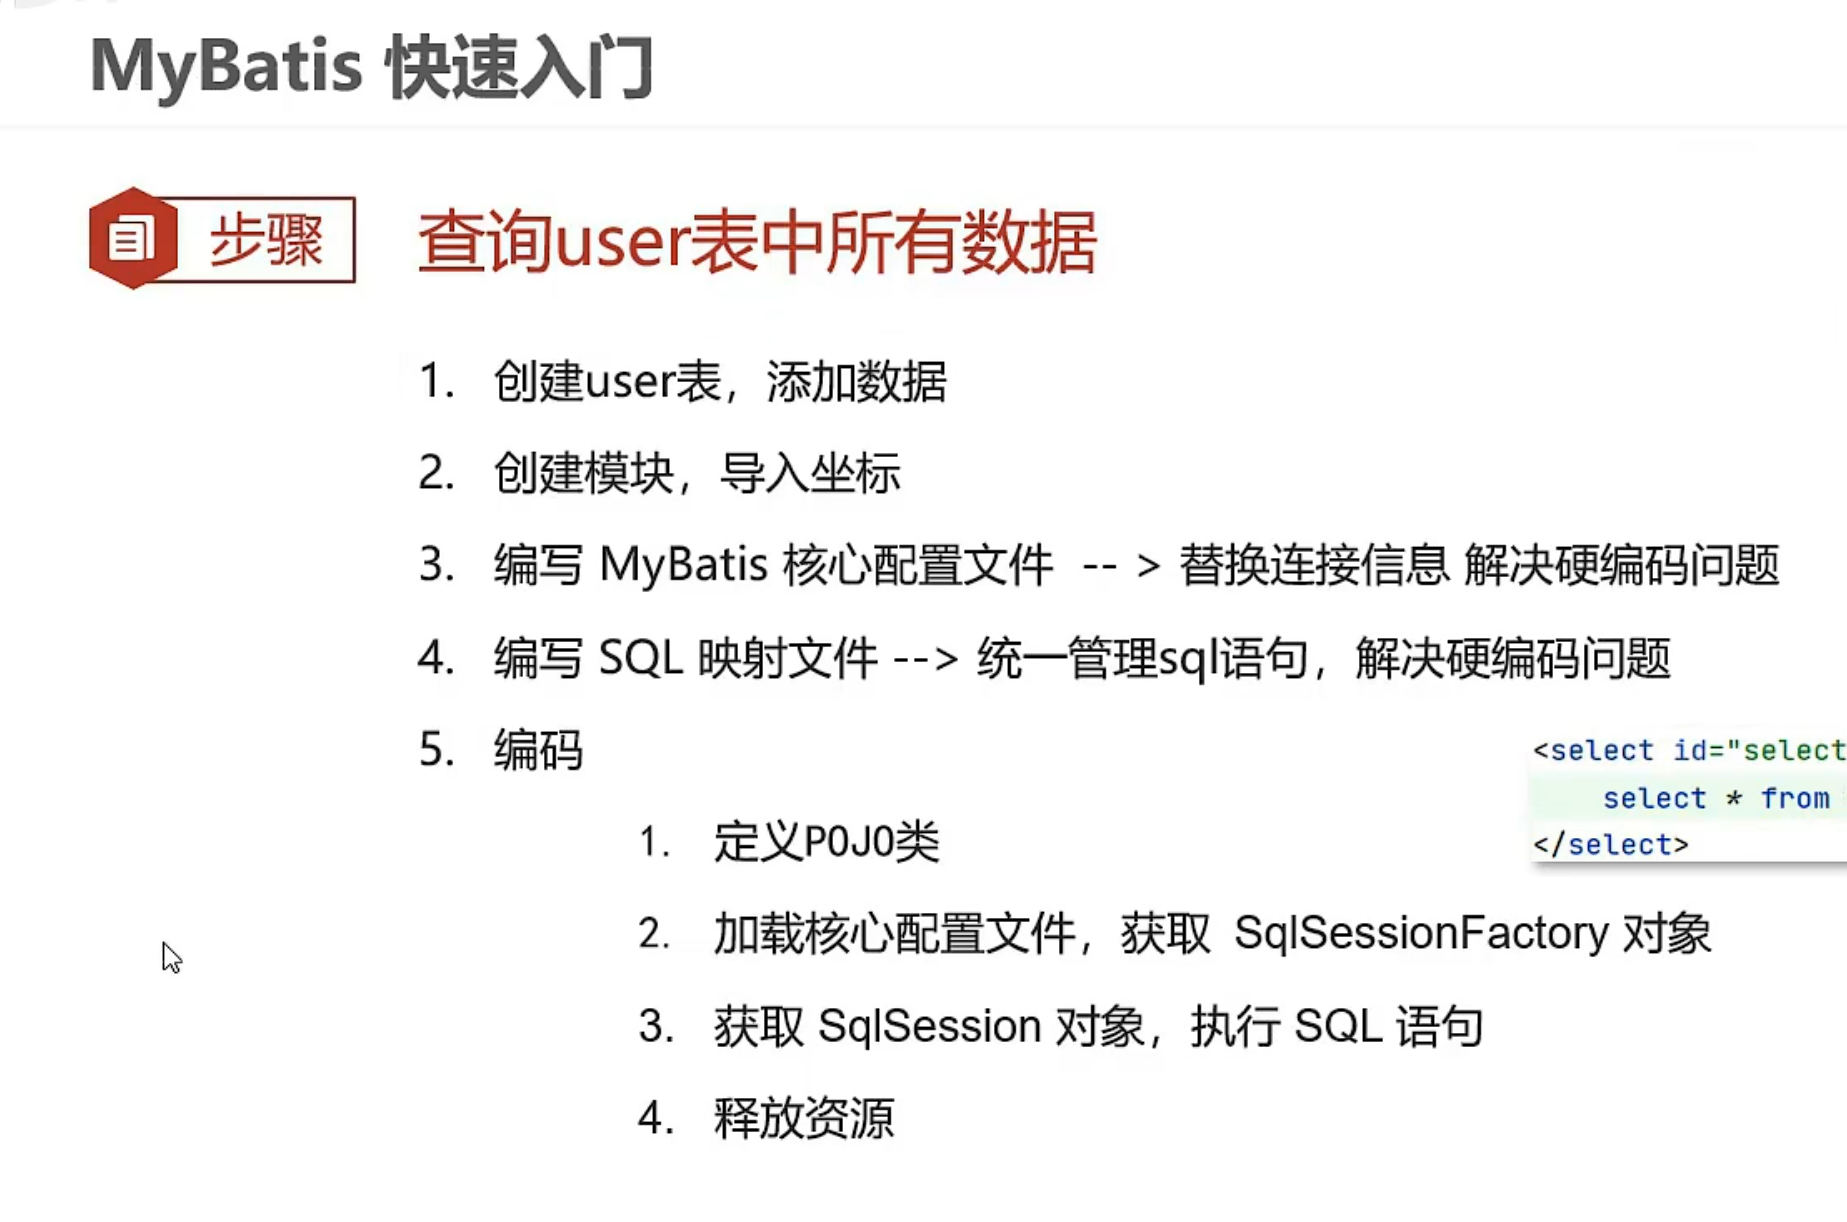 MyBatis 快速入门
步骤
查询user表中所有数据
1. 创建user表，添加数据
2. 创建模块，导入坐标
3. 编写 MyBatis 核心配置文件 -- > 替换连接信息 解决硬编码问题
4. 编写 SQL 映射文件 --> 统一管理sql语句，解决硬编码问题
5. 编码
<select id="select
select * from
</select>
1. 定义POJO类
2. 加载核心配置文件，获取 SqlSessionFactory 对象
3. 获取 SqlSession 对象，执行 SQL 语句
4. 释放资源